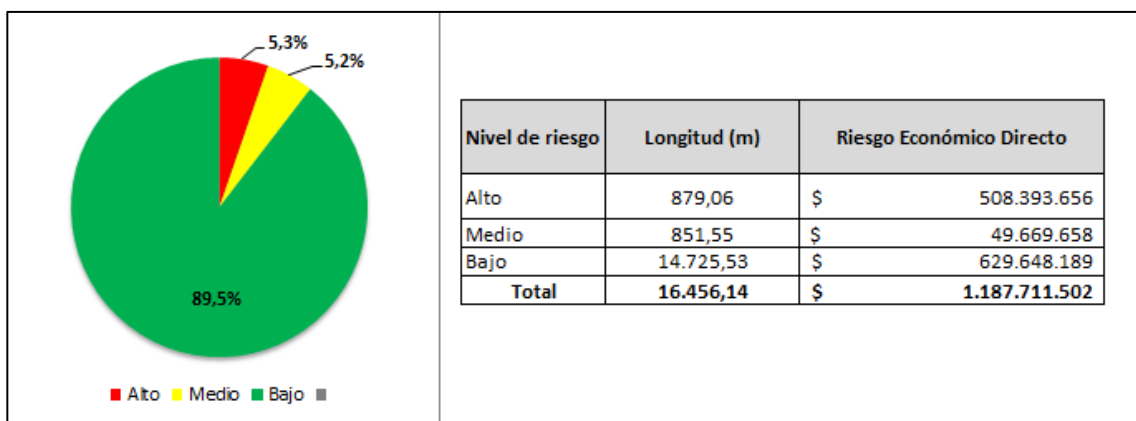 5,3%
5,2%
89,5%
Alto Medio Bajo
Nivel de riesgo Longitud (m) Riesgo Económico Directo
Alto 879,06 $ 508.393.656
Medio 851,55 $ 49.669.658
Bajo 14.725,53 $ 629.648.189
Total 16.456,14 $ 1.187.711.502